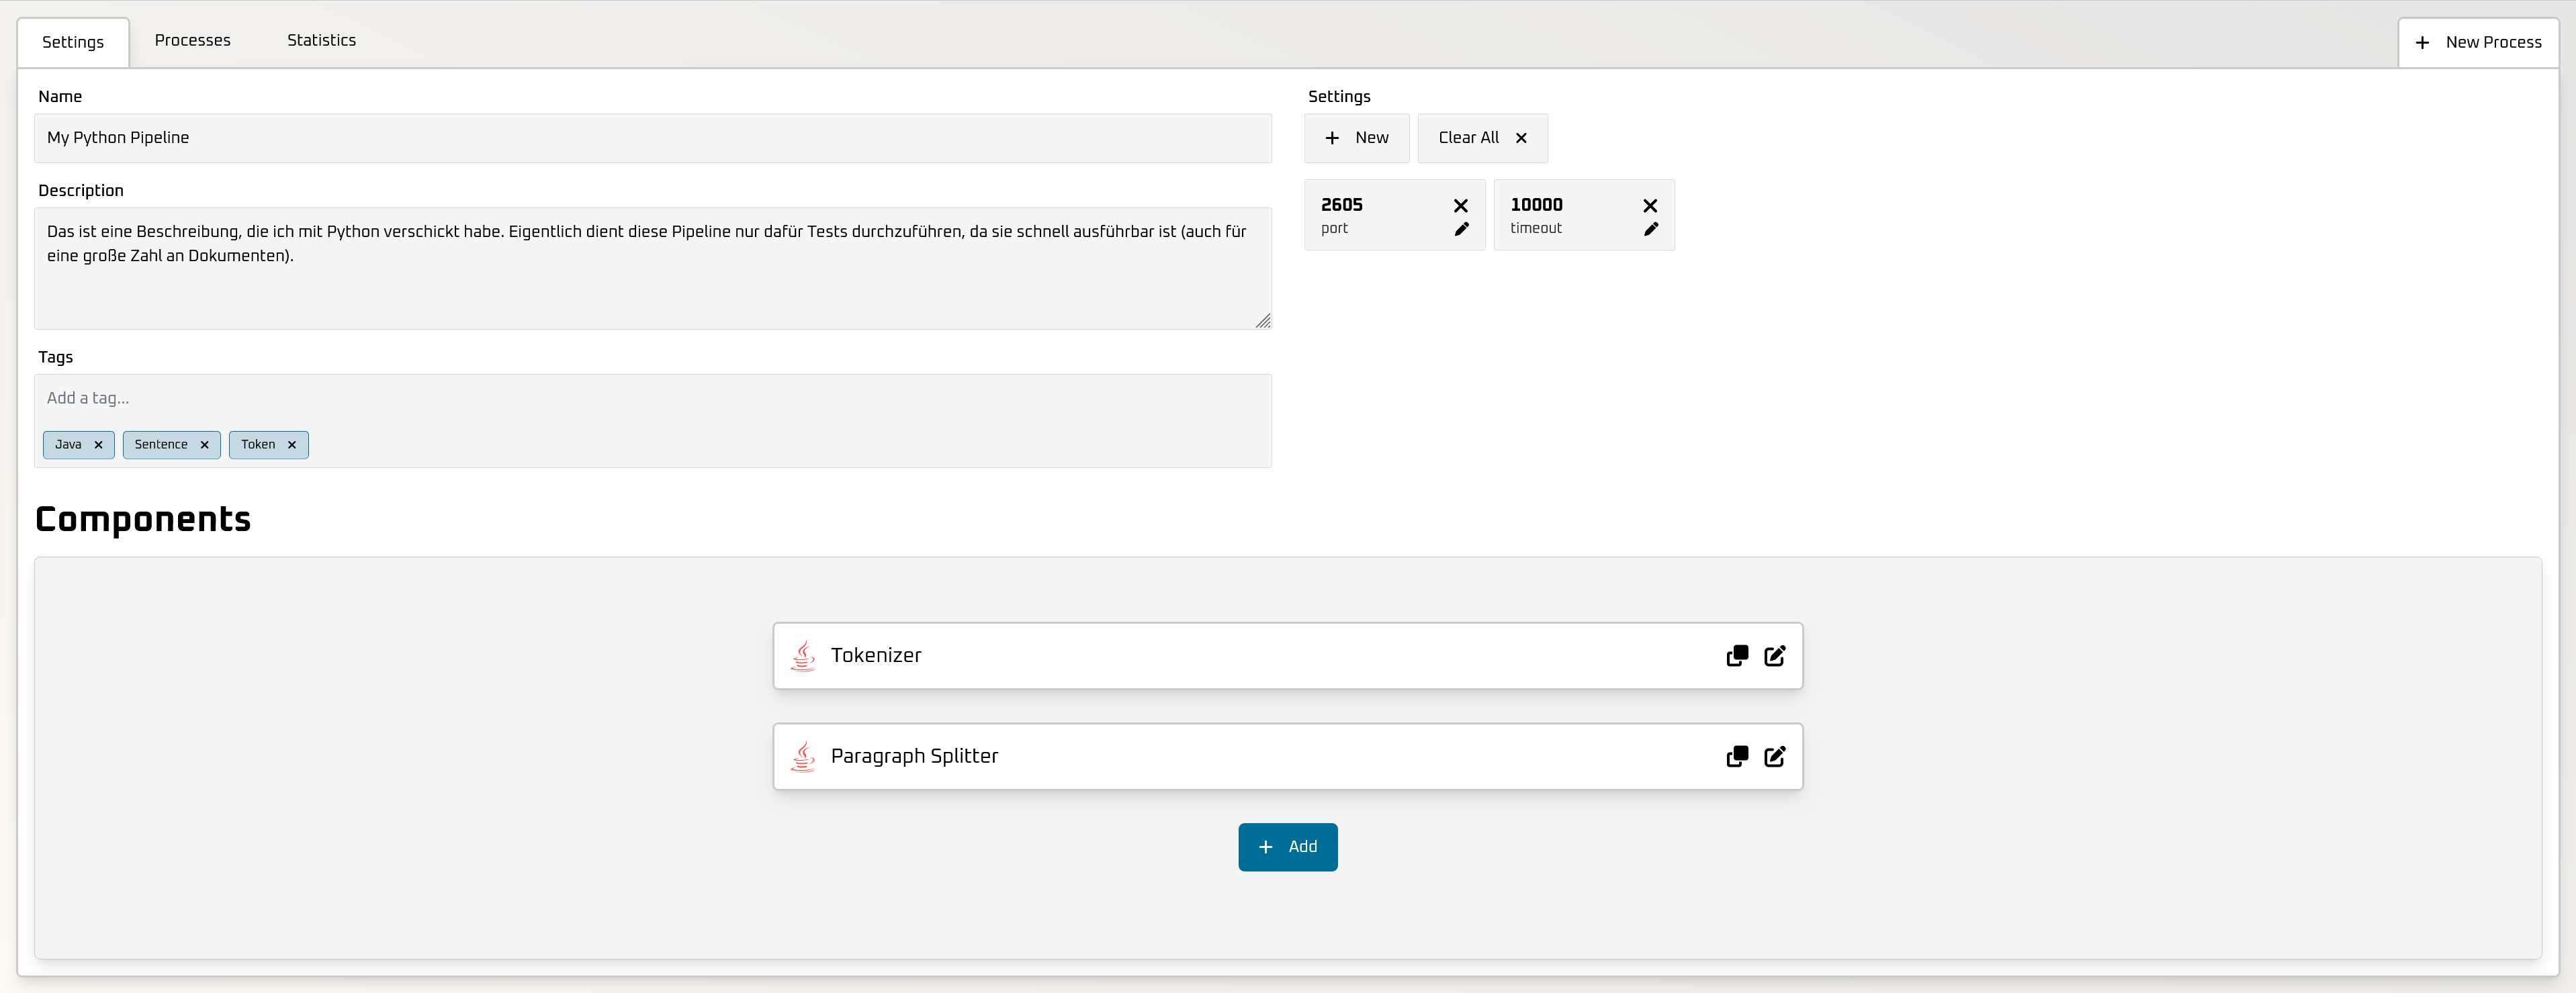 Settings
Processes
Statistics
New Process
Name
My Python Pipeline
Description
Das ist eine Beschreibung, die ich mit Python verschickt habe. Eigentlich dient diese Pipeline nur dafür Tests durchzuführen, da sie schnell ausführbar ist (auch für
eine große Zahl an Dokumenten).
Tags
Add a tag...
Java
Sentence
Token
Settings
New
Clear All
2605
port
10000
timeout
Components
Tokenizer
Paragraph Splitter
Add